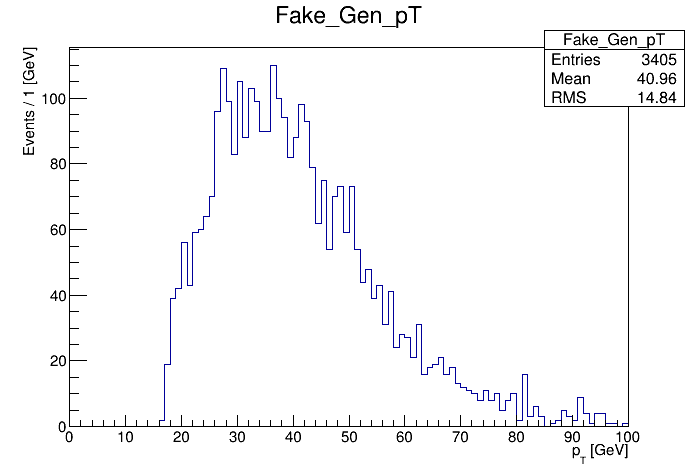 Fake_Gen_pT
Fake_Gen_pT
Entries 3405
Mean 40.96
RMS 14.84
Events / 1 [GeV]
100
80
60
40
20
0
0 10 20 30 40 50 60 70 80 90 100
p_T [GeV]